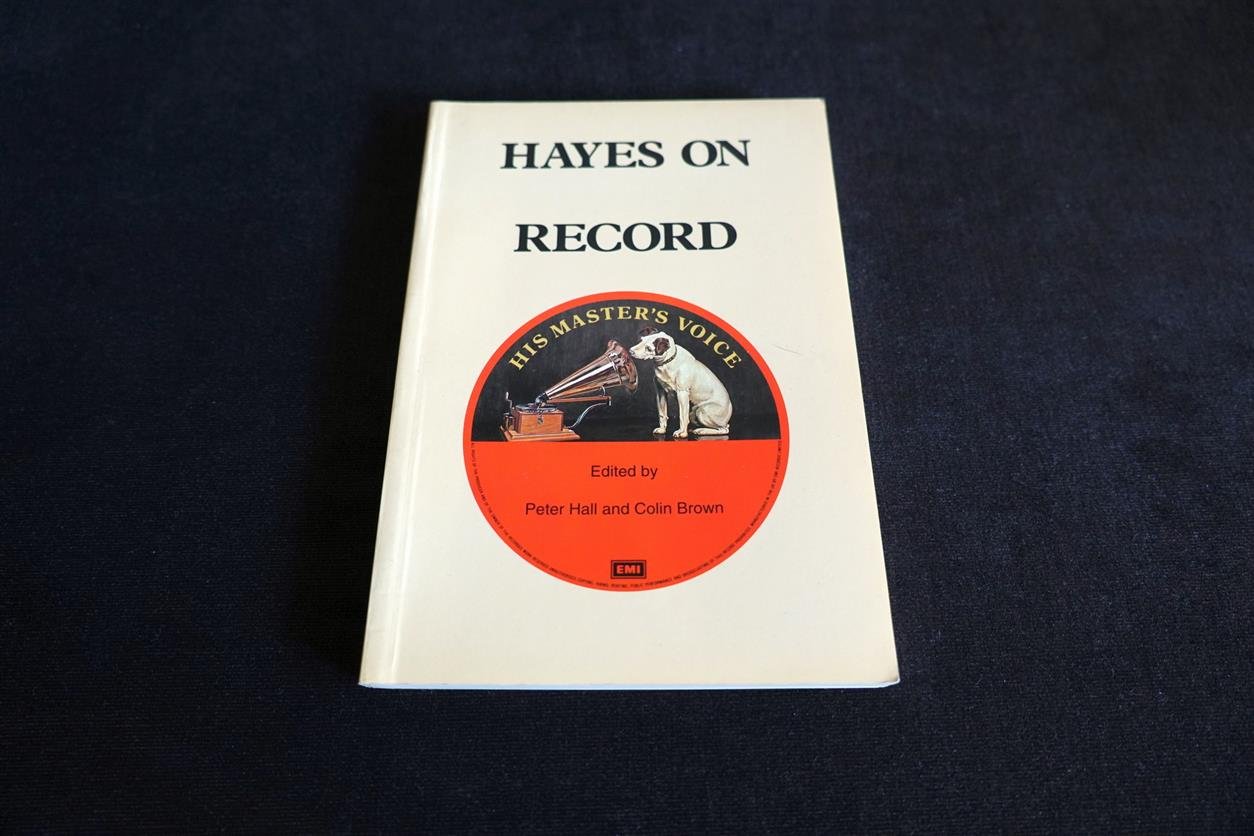 HAYES ON
RECORD
HIS MASTER'S VOICE
Edited by
Peter Hall and Colin Brown
EMI